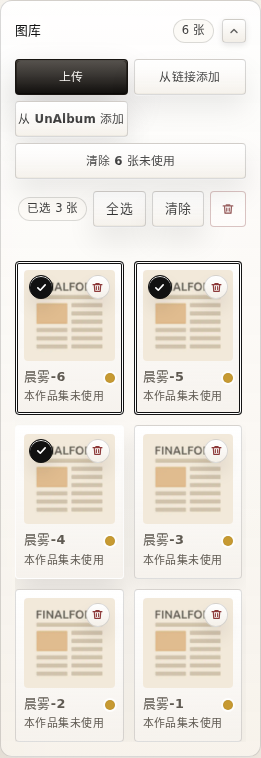 图库 6 张
上传 从链接添加
从 UnAlbum 添加
清除 6 张未使用
已选 3 张 全选 清除
晨雾-6 晨雾-5
本作品集未使用 本作品集未使用
FINALFOR
晨雾-4 晨雾-3
本作品集未使用 本作品集未使用
FINALFOR FINALFOR
晨雾-2 晨雾-1
本作品集未使用 本作品集未使用